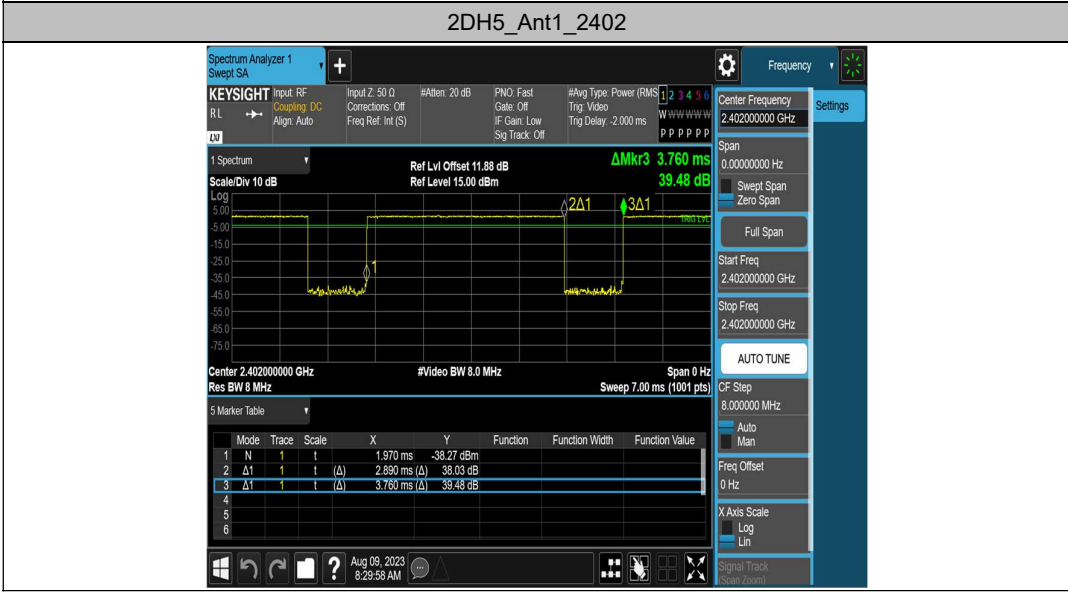 2DH5_Ant1_2402
Spectrum Analyzer 1
Swept SA
+
Frequency
KEYSIGHT
RL
LXI
Input: RF
Coupling: DC
Align: Auto
Input Z: 50 Ω
Corrections: Off
Freq Ref: Int (S)
#Atten: 20 dB
PNO: Fast
Gate: Off
IF Gain: Low
Sig Track: Off
#Avg Type: Power (RMS
Trig: Video
Trig Delay: -2.000 ms
1 2 3 4 5 6
W W W W W W
P P P P P P
1 Spectrum
Scale/Div 10 dB
Ref Lvl Offset 11.88 dB
Ref Level 15.00 dBm
ΔMkr3 3.760 ms
39.48 dB
Log
5.00
-5.00
-15.0
-25.0
-35.0
-45.0
-55.0
-65.0
-75.0
1
2Δ1
3Δ1
TRIG LVL
Center 2.402000000 GHz
#Video BW 8.0 MHz
Span 0 Hz
Res BW 8 MHz
Sweep 7.00 ms (1001 pts)
5 Marker Table
Mode Trace Scale X Y Function Function Width Function Value
1 N 1 t 1.970 ms -38.27 dBm
2 Δ1 1 t (Δ) 2.890 ms (Δ) 38.03 dB
3 Δ1 1 t (Δ) 3.760 ms (Δ) 39.48 dB
4
5
6
Aug 09, 2023
8:29:58 AM
?
Center Frequency
2.402000000 GHz
Settings
Span
0.00000000 Hz
Swept Span
Zero Span
Full Span
Start Freq
2.402000000 GHz
Stop Freq
2.402000000 GHz
AUTO TUNE
CF Step
8.000000 MHz
Auto
Man
Freq Offset
0 Hz
X Axis Scale
Log
Lin
Signal Track
(Span Zoom)